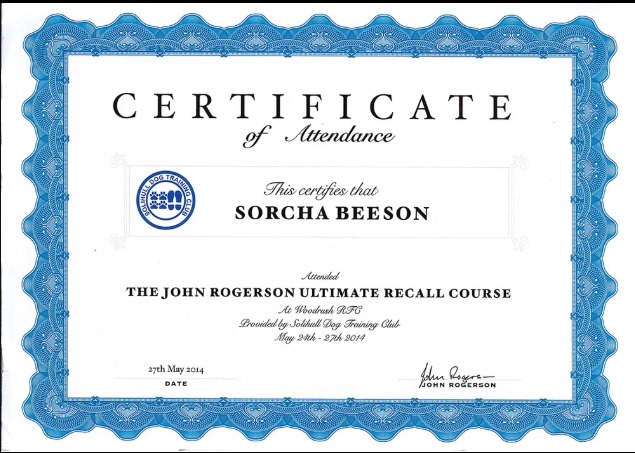 CERTIFICATE
of Attendance
SOLIHULL DOG TRAINING CLUB
This certifies that
SORCHA BEESON
Attended
THE JOHN ROGERSON ULTIMATE RECALL COURSE
At Woodrush RFC
Provided by Solihull Dog Training Club
May 24th - 27th 2014
27th May 2014
DATE
John Rogerson
JOHN ROGERSON